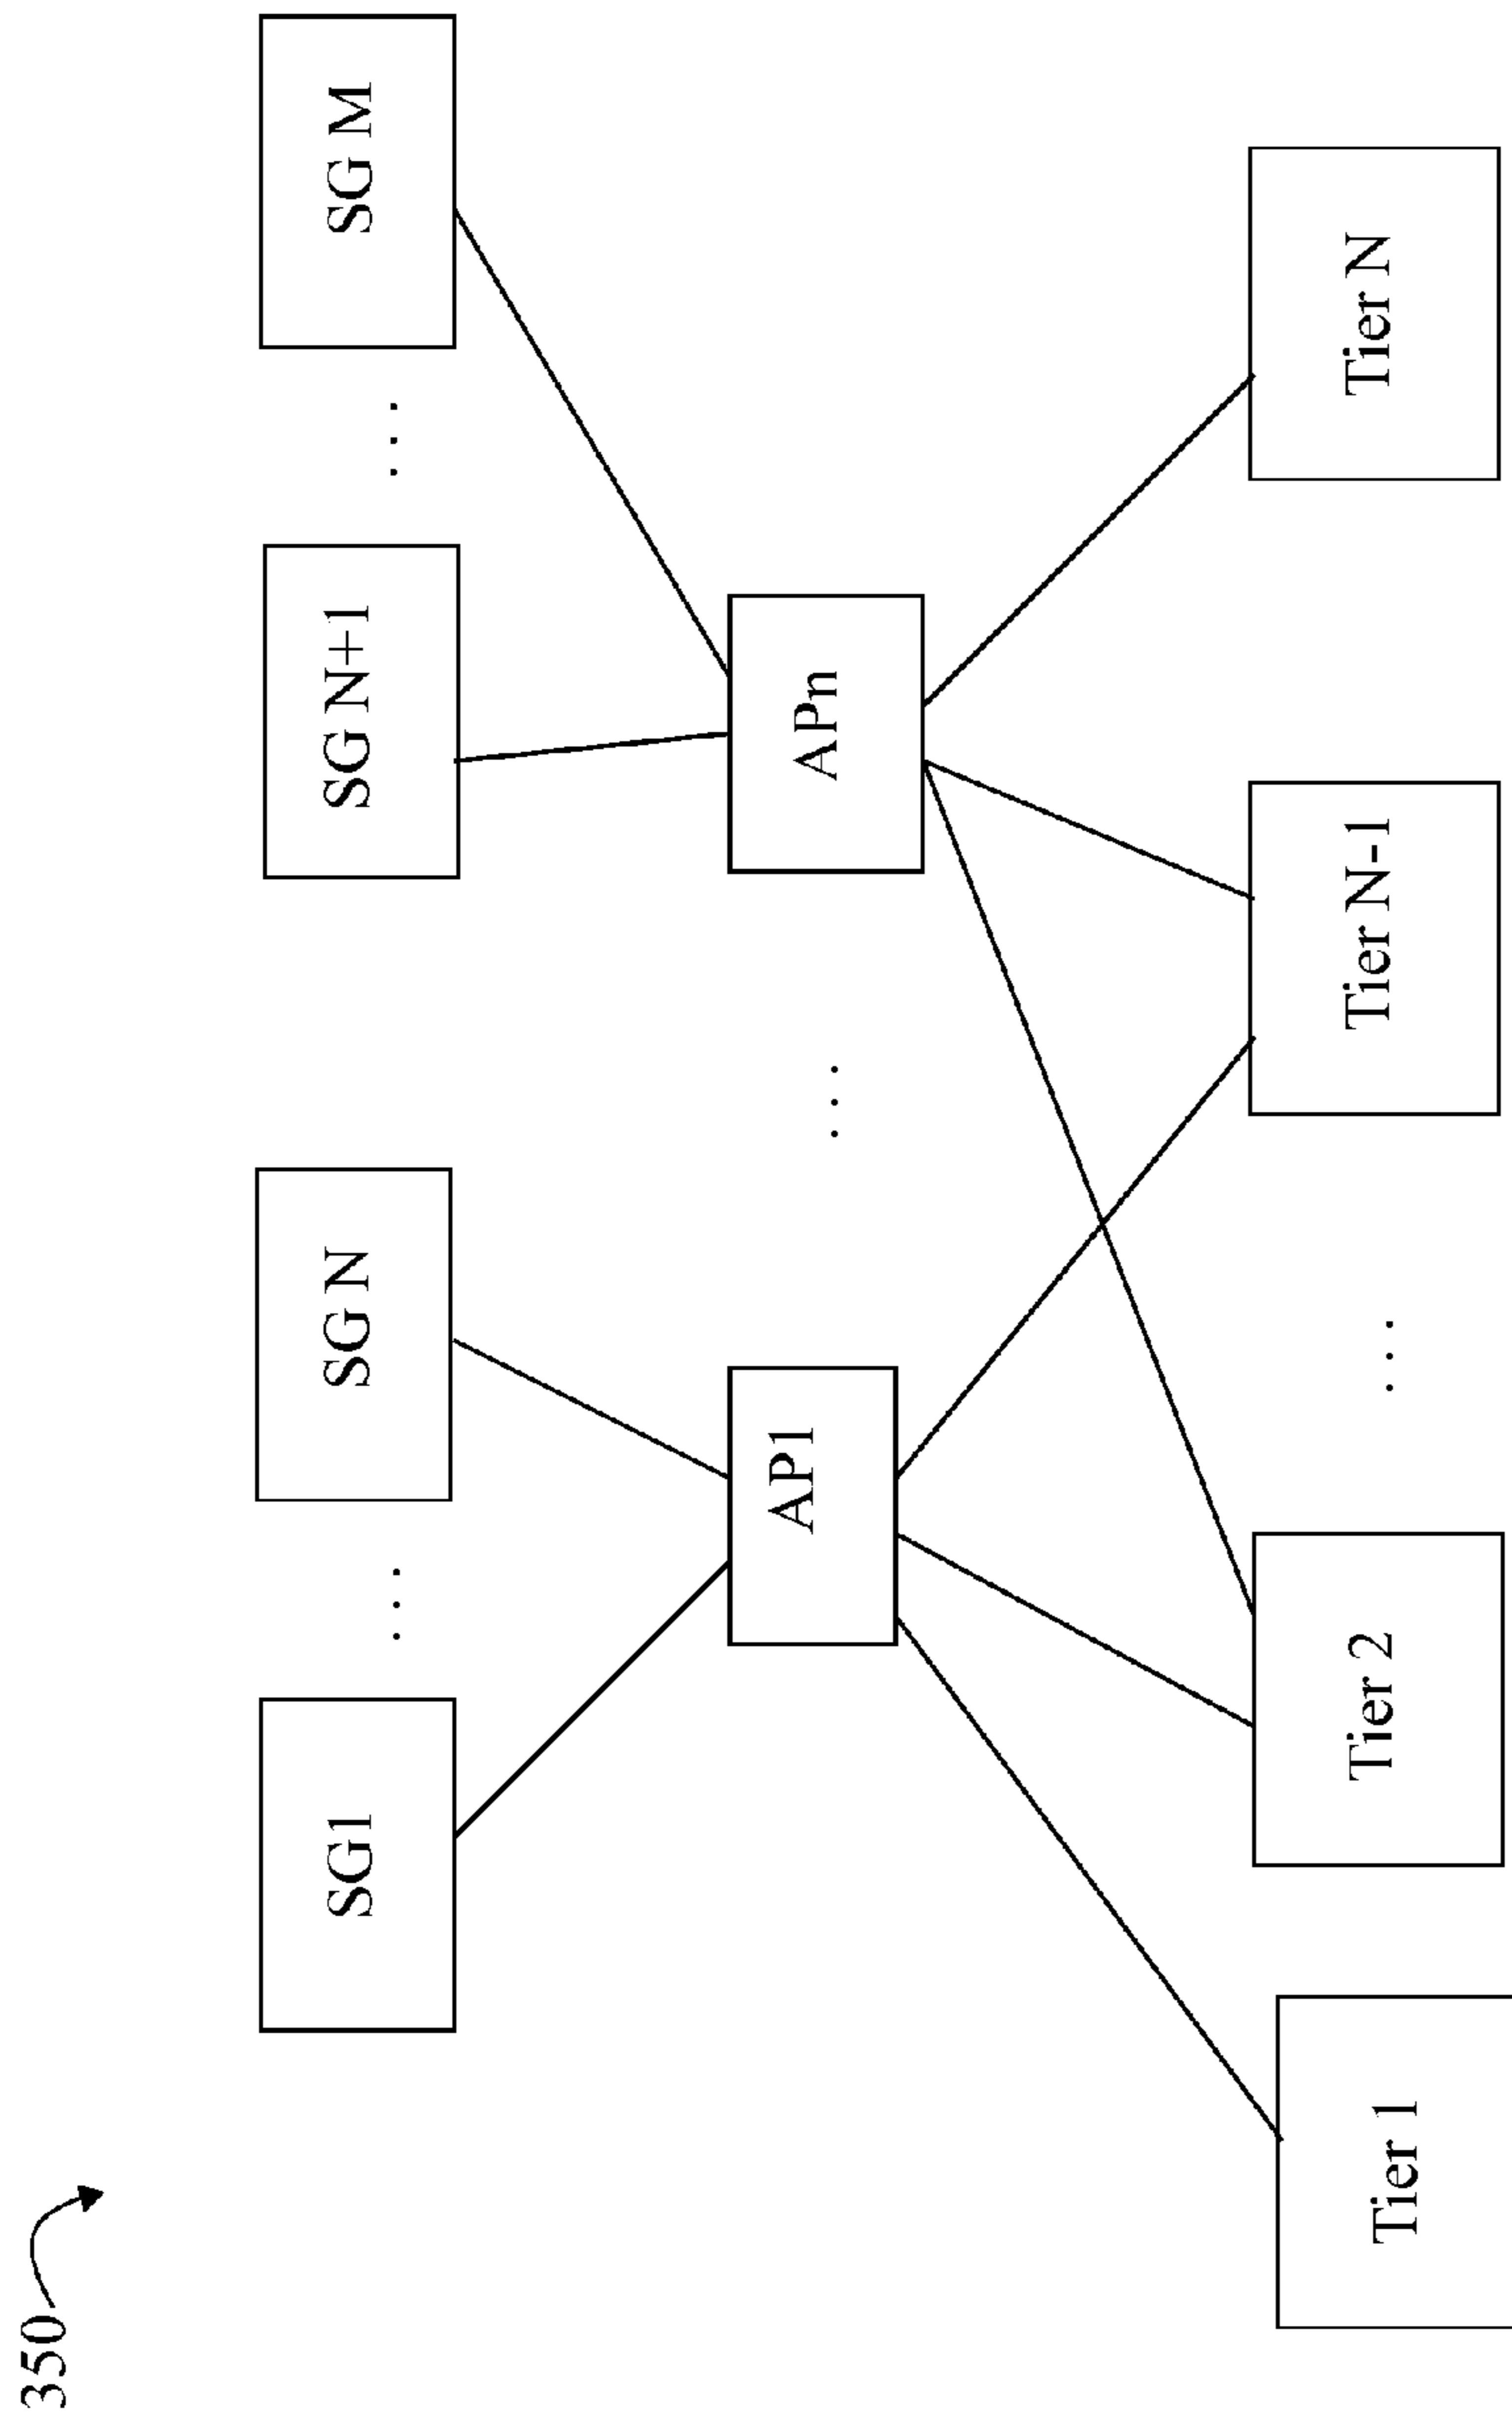 350
SG1
. . .
SG N
SG N+1
. . .
SG M
AP1
. . .
APn
Tier 1
Tier 2
. . .
Tier N-1
Tier N